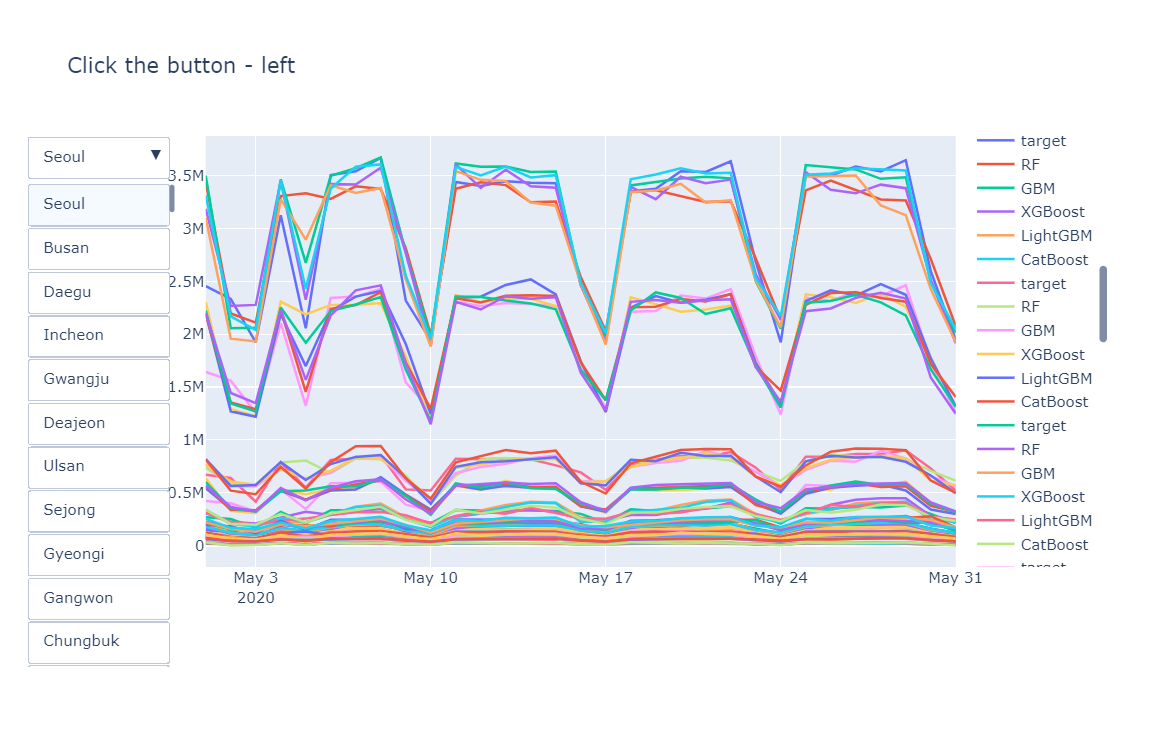 Click the button - left
Seoul ▼
Seoul
Busan
Daegu
Incheon
Gwangju
Deajeon
Ulsan
Sejong
Gyeongi
Gangwon
Chungbuk
3.5M
3M
2.5M
2M
1.5M
1M
0.5M
0
May 3
2020
May 10
May 17
May 24
May 31
target
RF
GBM
XGBoost
LightGBM
CatBoost
target
RF
GBM
XGBoost
LightGBM
CatBoost
target
RF
GBM
XGBoost
LightGBM
CatBoost
target